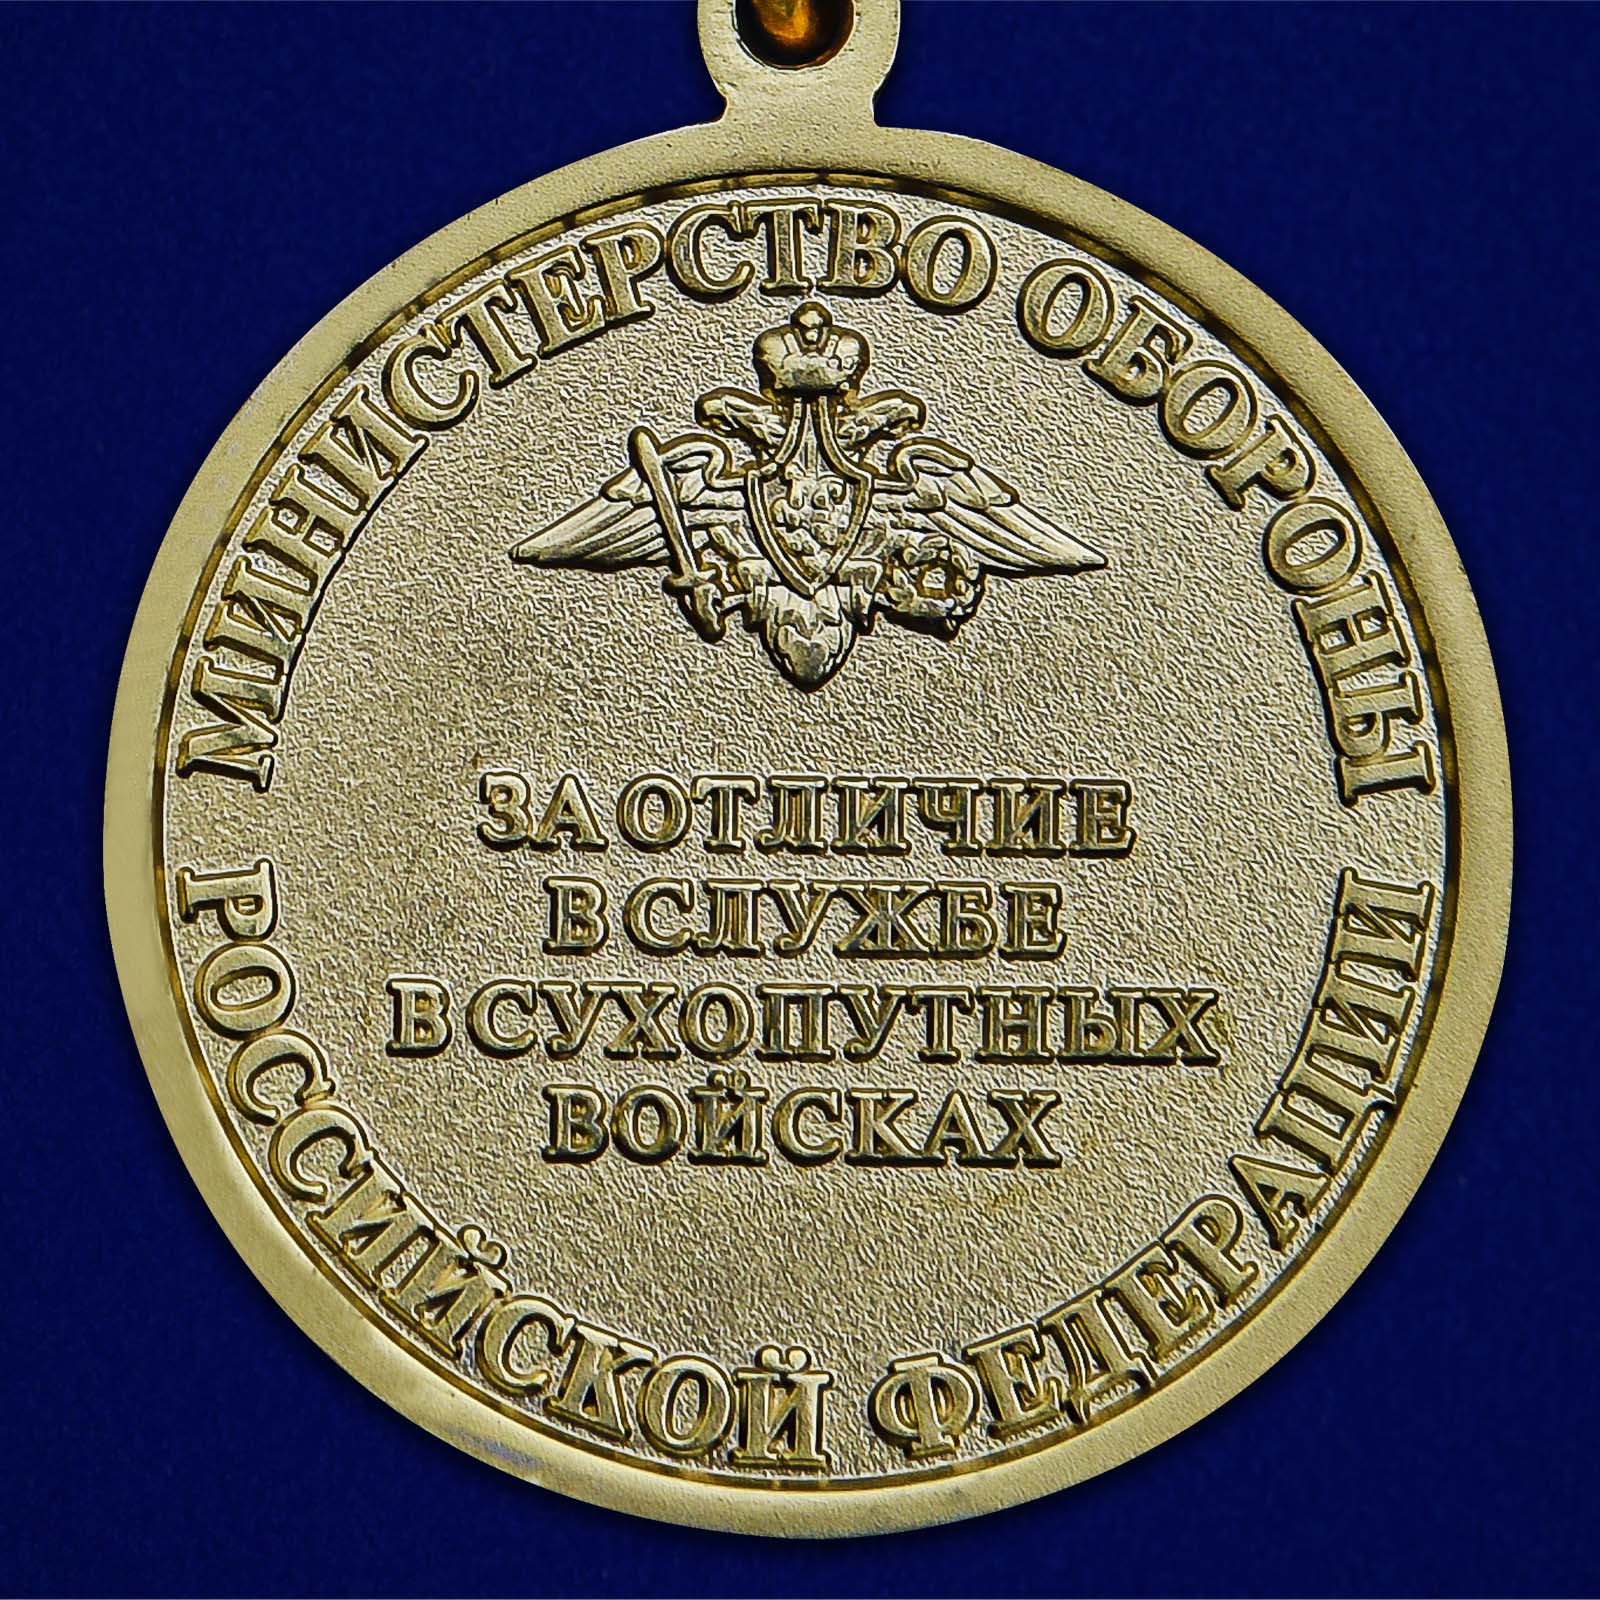 МИНИСТЕРСТВО ОБОРОНЫ
ЗА ОТЛИЧИЕ
В СЛУЖБЕ
В СУХОПУТНЫХ
ВОЙСКАХ
РОССИЙСКОЙ ФЕДЕРАЦИИ